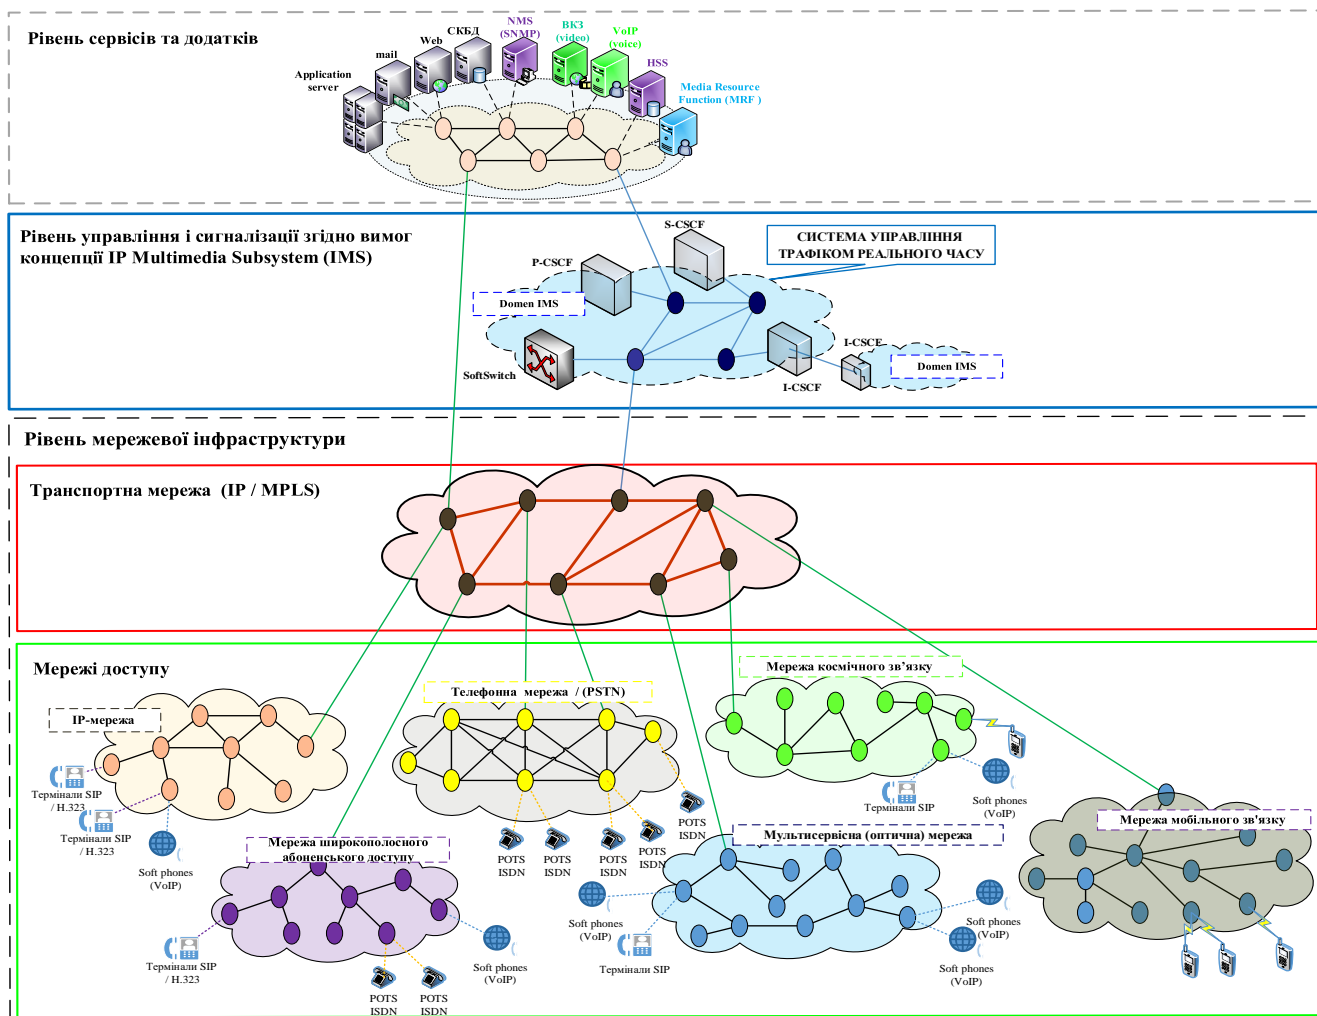 Рівень сервісів та додатків
Application
server
mail
Web
СКБД
NMS
(SNMP)
ВКЗ
(video)
VoIP
(voice)
HSS
Media Resource
Function (MRF )
Рівень управління і сигналізації згідно вимог
концепції IP Multimedia Subsystem (IMS)
S-CSCF
СИСТЕМА УПРАВЛІННЯ
ТРАФІКОМ РЕАЛЬНОГО ЧАСУ
P-CSCF
Domen IMS
SoftSwitch
I-CSCF
I-CSCF
Domen IMS
Рівень мережевої інфраструктури
Транспортна мережа (IP / MPLS)
Мережі доступу
IP-мережа
Термінали SIP
/ H.323
Термінали SIP
/ H.323
Soft phones
(VoIP)
Телефонна мережа / (PSTN)
POTS
ISDN
POTS
ISDN
POTS
ISDN
POTS
ISDN
POTS
ISDN
Мережа космічного зв’язку
Термінали SIP
Soft phones
(VoIP)
Мережа широкополосного
абоненського доступу
Термінали SIP
/ H.323
POTS
ISDN
POTS
ISDN
Soft phones
(VoIP)
Мультисервісна (оптична) мережа
Soft phones
(VoIP)
Термінали SIP
Soft phones
(VoIP)
Soft phones
(VoIP)
Мережа мобільного зв'язку